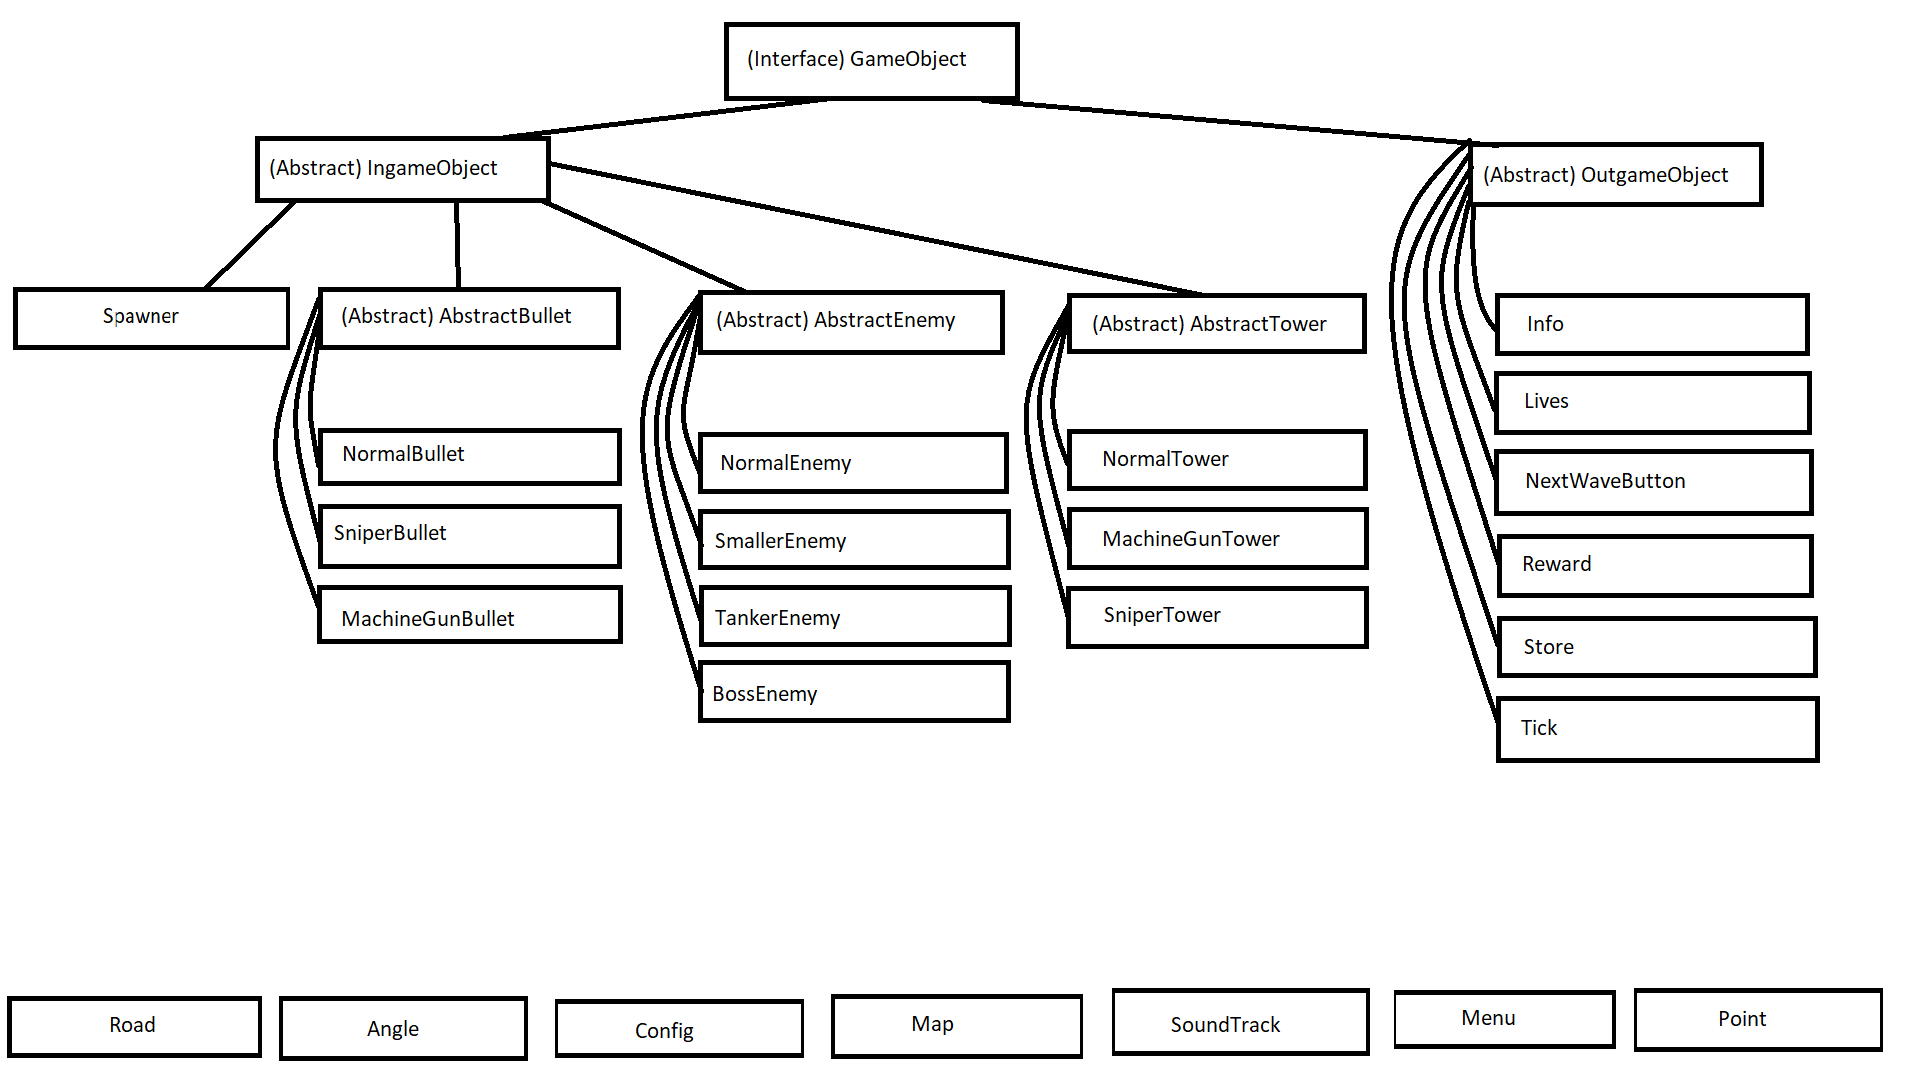 (Interface) GameObject
(Abstract) IngameObject
(Abstract) OutgameObject
Spawner
(Abstract) AbstractBullet
(Abstract) AbstractEnemy
(Abstract) AbstractTower
Info
Lives
NextWaveButton
Reward
Store
Tick
NormalBullet
SniperBullet
MachineGunBullet
NormalEnemy
SmallerEnemy
TankerEnemy
BossEnemy
NormalTower
MachineGunTower
SniperTower
Road
Angle
Config
Map
SoundTrack
Menu
Point